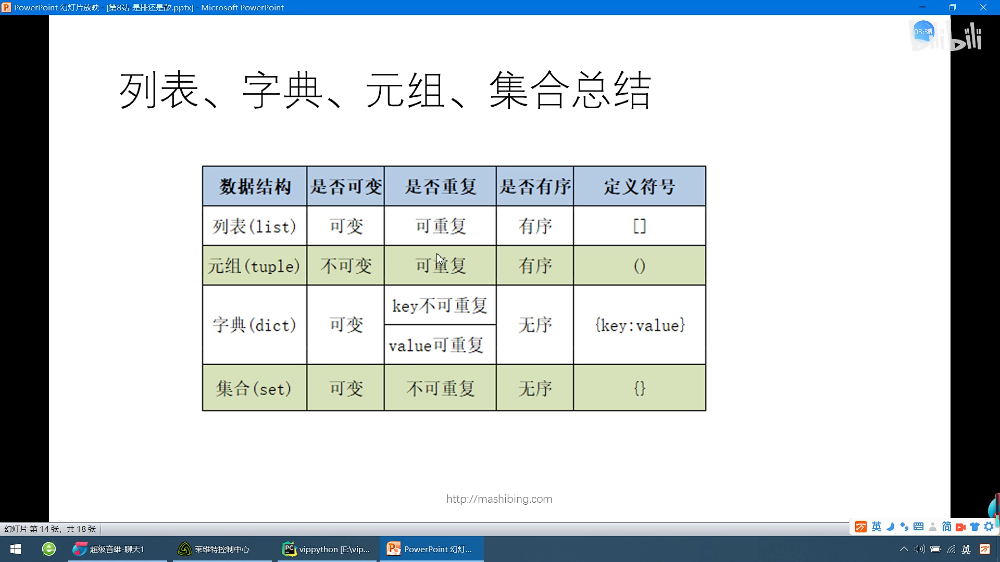 PowerPoint 幻灯片放映 - [第8站-是排还是散.pptx] - Microsoft PowerPoint
bilibili
列表、字典、元组、集合总结
数据结构 是否可变 是否重复 是否有序 定义符号
列表(list) 可变 可重复 有序 []
元组(tuple) 不可变 可重复 有序 ()
字典(dict) 可变 key不可重复 无序 {key:value}
value可重复
集合(set) 可变 不可重复 无序 {}
http://mashibing.com
幻灯片 第 14 张，共 18 张
英 简
超级音雄-聊天1 莱维特控制中心 vippython [E:\vip... PowerPoint 幻灯... 英